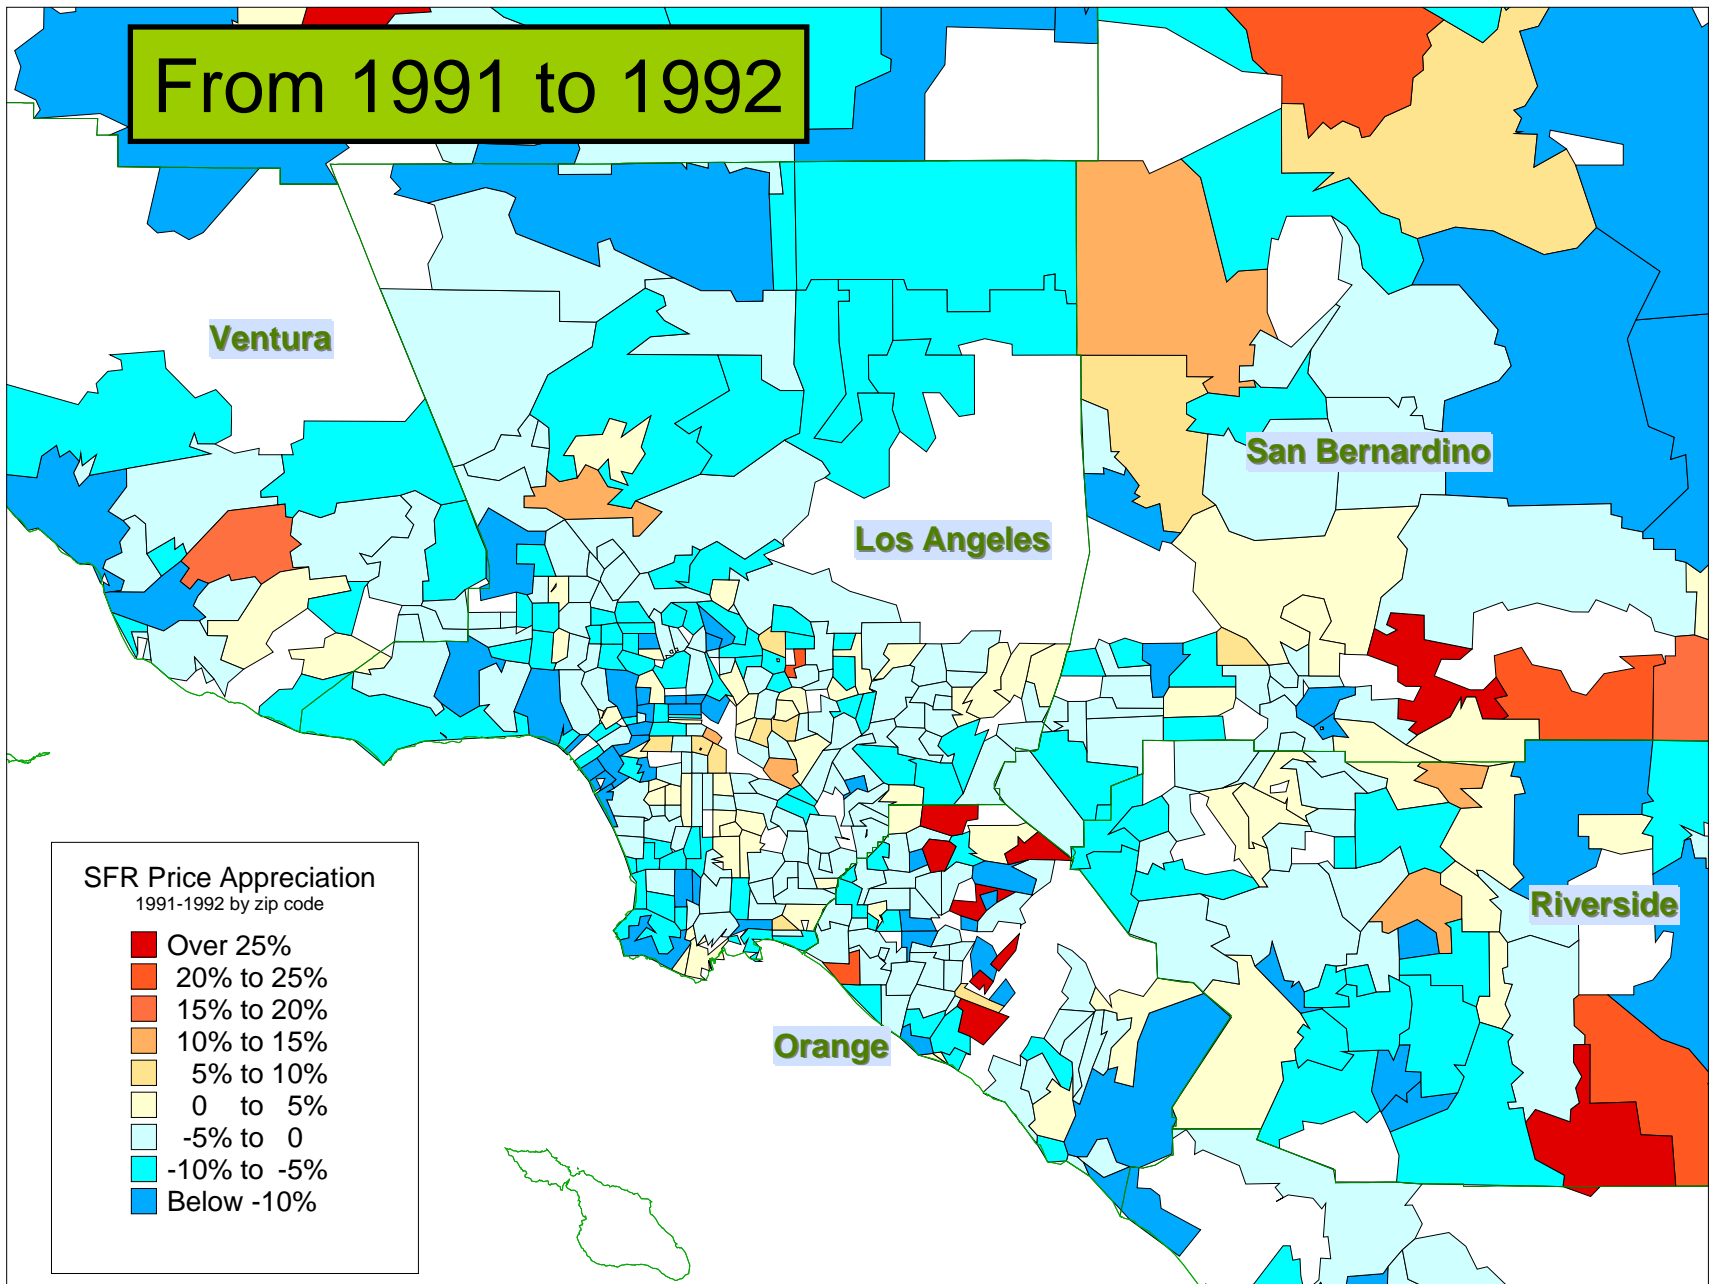 From 1991 to 1992
Ventura
San Bernardino
Los Angeles
Riverside
Orange
SFR Price Appreciation
1991-1992 by zip code
Over 25%
20% to 25%
15% to 20%
10% to 15%
5% to 10%
0 to 5%
-5% to 0
-10% to -5%
Below -10%